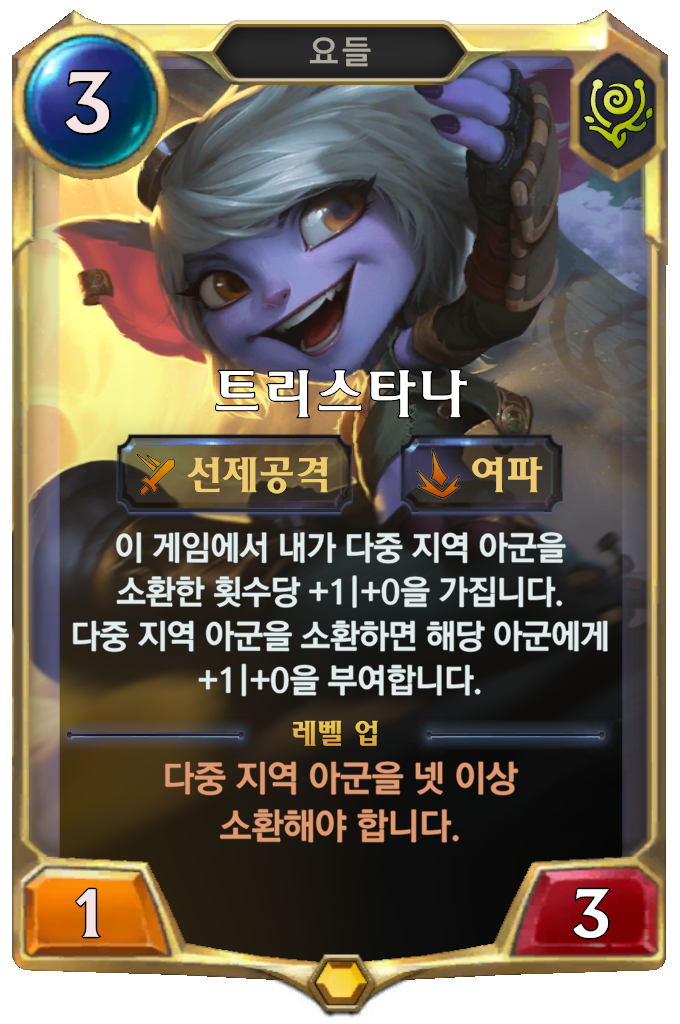 요들
3
트리스타나
선제공격 여파
이 게임에서 내가 다중 지역 아군을
소환한 횟수당 +1|+0을 가집니다.
다중 지역 아군을 소환하면 해당 아군에게
+1|+0을 부여합니다.
레벨 업
다중 지역 아군을 넷 이상
소환해야 합니다.
1 3